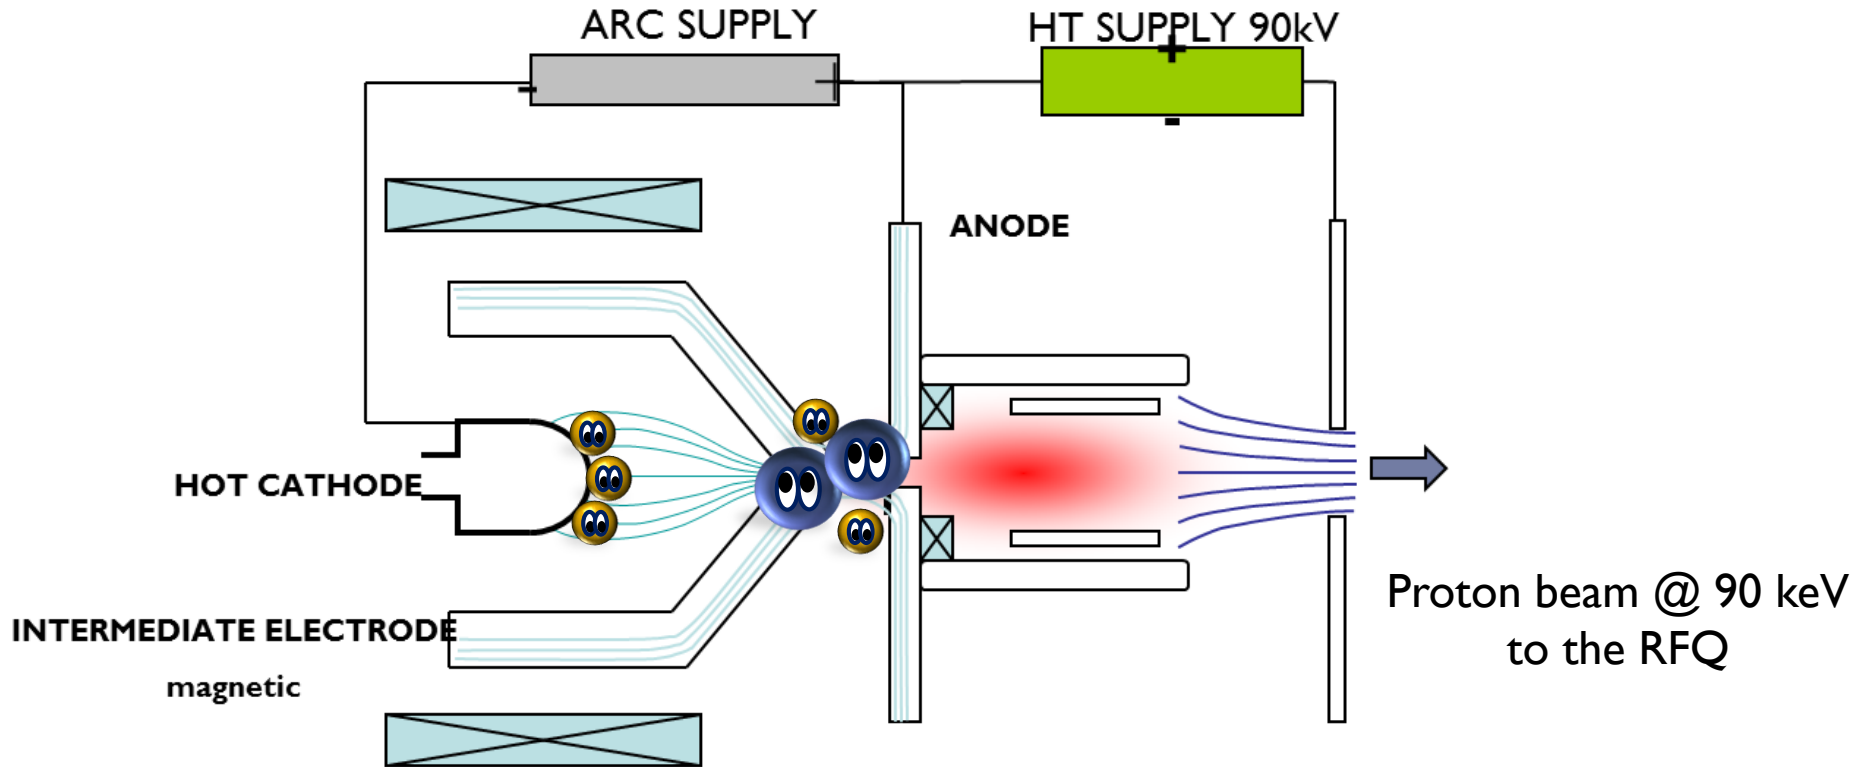 ARC SUPPLY
HT SUPPLY 90kV
+
-
-
+
ANODE
HOT CATHODE
INTERMEDIATE ELECTRODE
magnetic
Proton beam @ 90 keV
to the RFQ